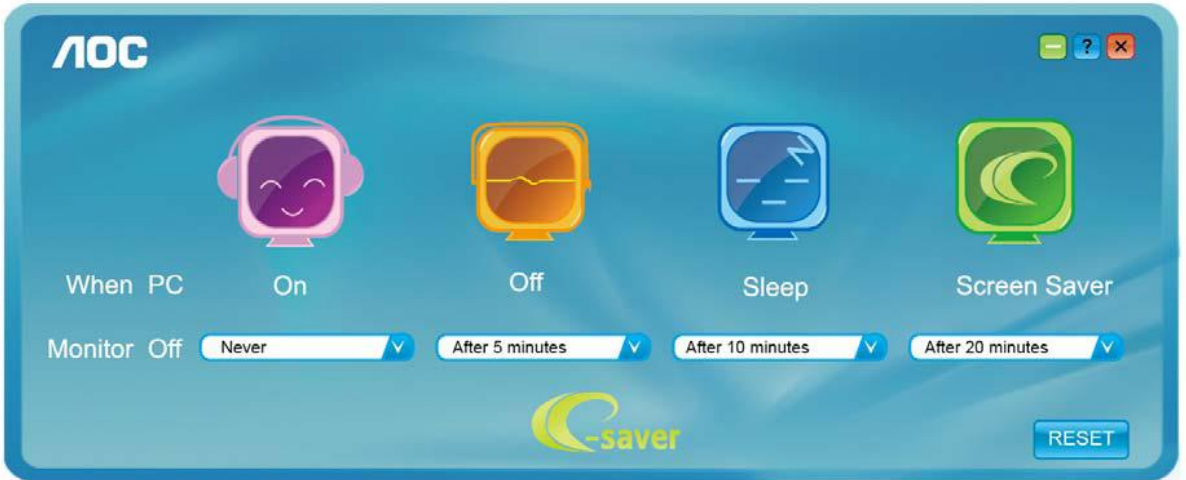 AOC
?
Z
When PC On Off Sleep Screen Saver
Monitor Off Never After 5 minutes After 10 minutes After 20 minutes
e-saver
RESET